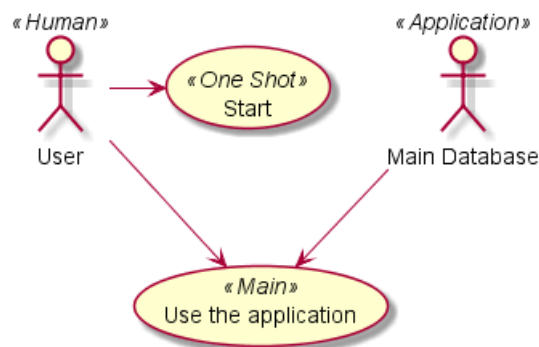 «Human»
User
«One Shot»
Start
«Application»
Main Database
«Main»
Use the application